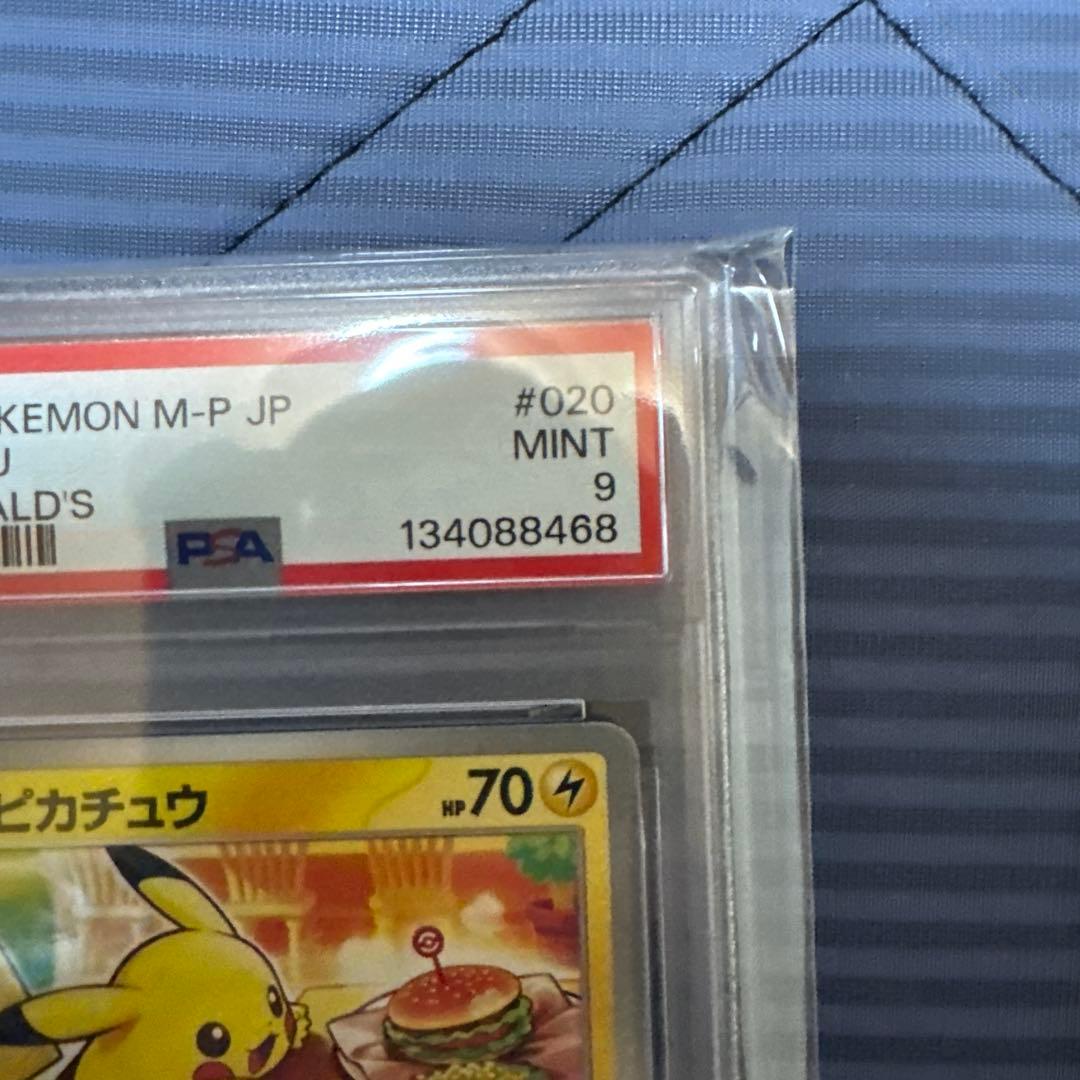 KEMON M-P JP #020
U MINT
ALD'S 9
PSA 134088468
ピカチュウ HP70